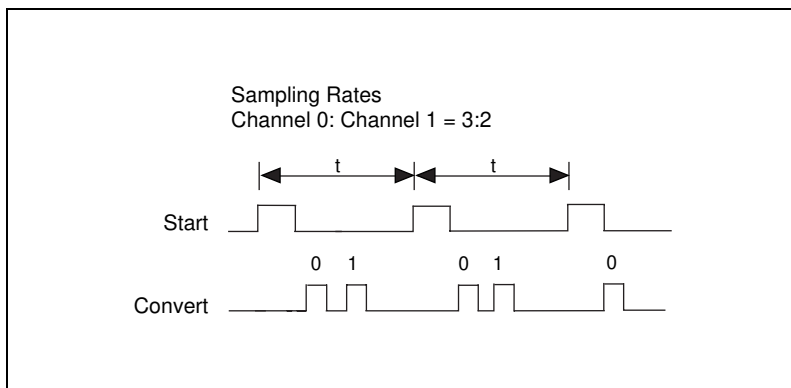 Sampling Rates
Channel 0: Channel 1 = 3:2
t t
Start
0 1 0 1 0
Convert